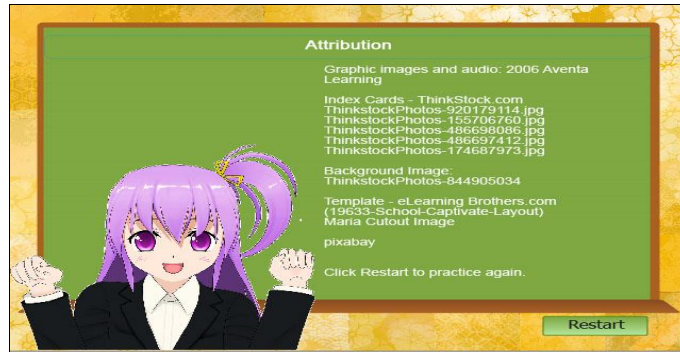 Attribution
Graphic images and audio: 2006 Aventa
Learning
Index Cards - ThinkStock.com
ThinkstockPhotos-920179114.jpg
ThinkstockPhotos-155706760.jpg
ThinkstockPhotos-486698086.jpg
ThinkstockPhotos-486697412.jpg
ThinkstockPhotos-174687973.jpg
Background Image:
ThinkstockPhotos-844905034
Template - eLearning Brothers.com
(19633-School-Captivate-Layout)
Maria Cutout Image
pixabay
Click Restart to practice again.
Restart